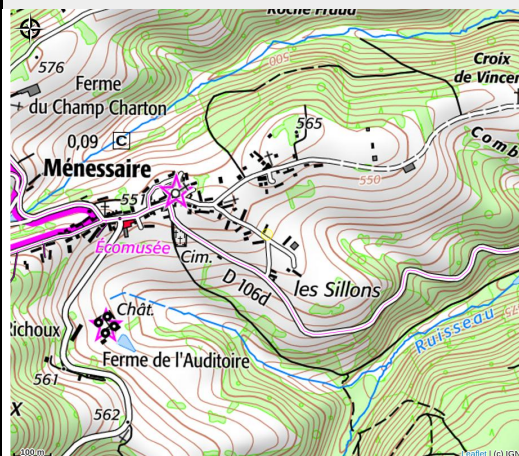 Roche Fraud
576
Ferme
du Champ Charton
500
Croix
de Vincen
0,09 C
565
Comb
Ménessaire
550
551
Écomusée
Cim.
D 106d
les Sillons
Chât.
Richoux
Ruisseau
Ferme de l'Auditoire
561
X
562
100 m
Leaflet | (c) IGN